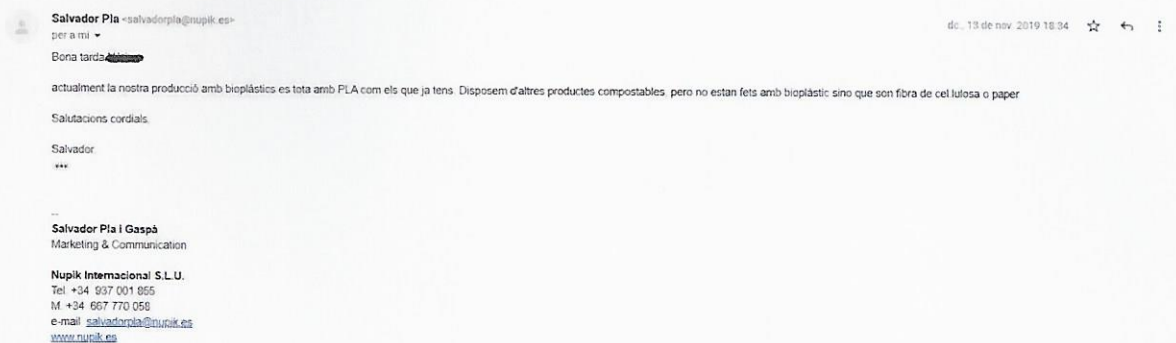 Salvador Pla <salvadorpla@nupik.es>
dc., 13 de nov. 2019 18:34
per a mi
Bona tarda
actualment la nostra producció amb bioplàstics es tota amb PLA com els que ja tens. Disposem d'altres productes compostables, pero no estan fets amb bioplàstic sino que son fibra de cel.lulosa o paper
Salutacions cordials,
Salvador
•••
--
Salvador Pla i Gaspà
Marketing & Communication
Nupik Internacional S.L.U.
Tel. +34 937 001 855
M. +34 667 770 058
e-mail salvadorpla@nupik.es
www.nupik.es